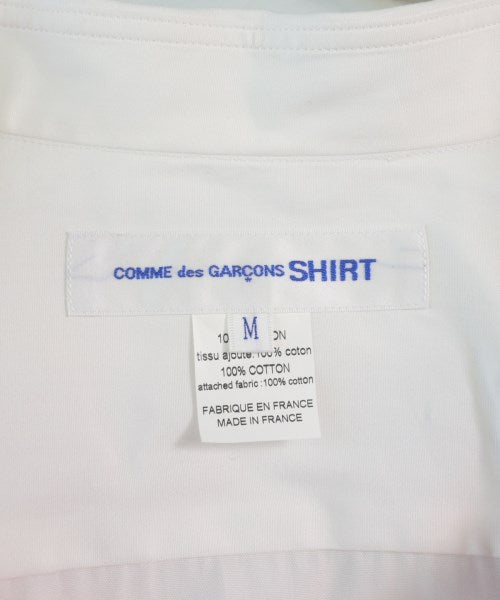 COMME des GARÇONS SHIRT
M
tissu ajoute:100% coton
100% COTTON
attached fabric:100% cotton
FABRIQUE EN FRANCE
MADE IN FRANCE